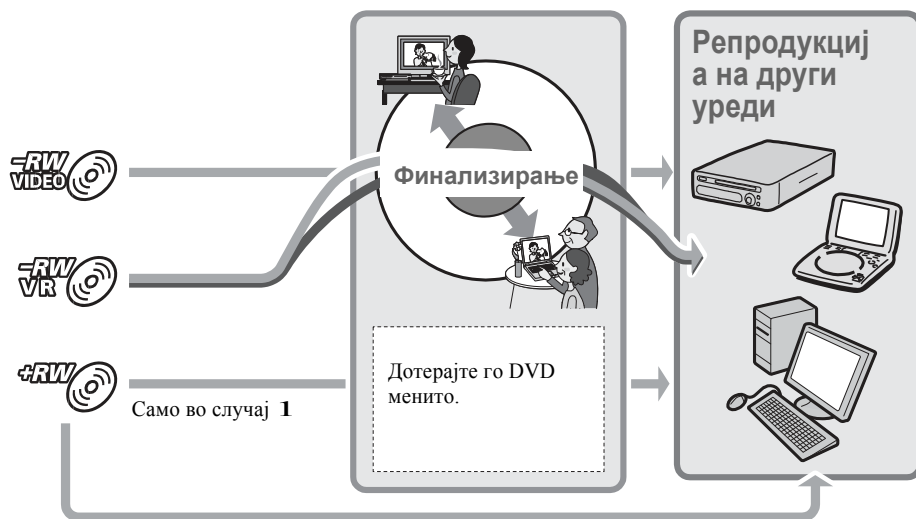 Репродукциј
а на други
уреди
-RW
VIDEO
Финализирање
-RW
VR
+RW
Дотерајте го DVD
менито.
Само во случај 1